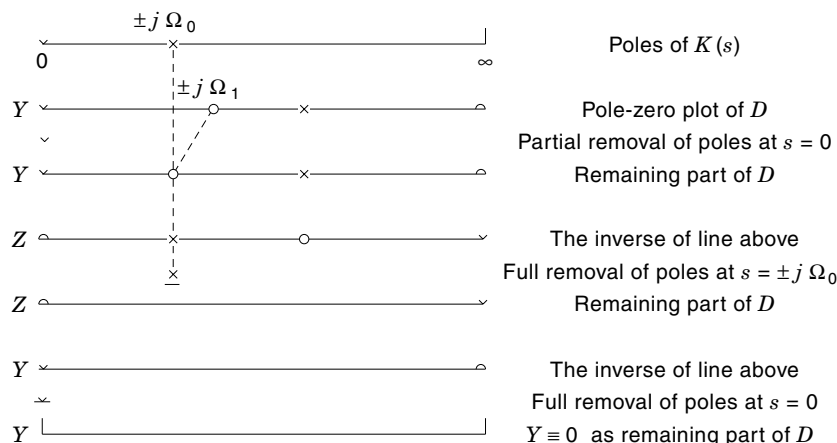 ± j Ω₀
0
∞
Poles of K(s)
± j Ω₁
Y
Pole-zero plot of D
Partial removal of poles at s = 0
Y
Remaining part of D
Z
The inverse of line above
Full removal of poles at s = ± j Ω₀
Z
Remaining part of D
Y
The inverse of line above
Full removal of poles at s = 0
Y
Y ≡ 0 as remaining part of D